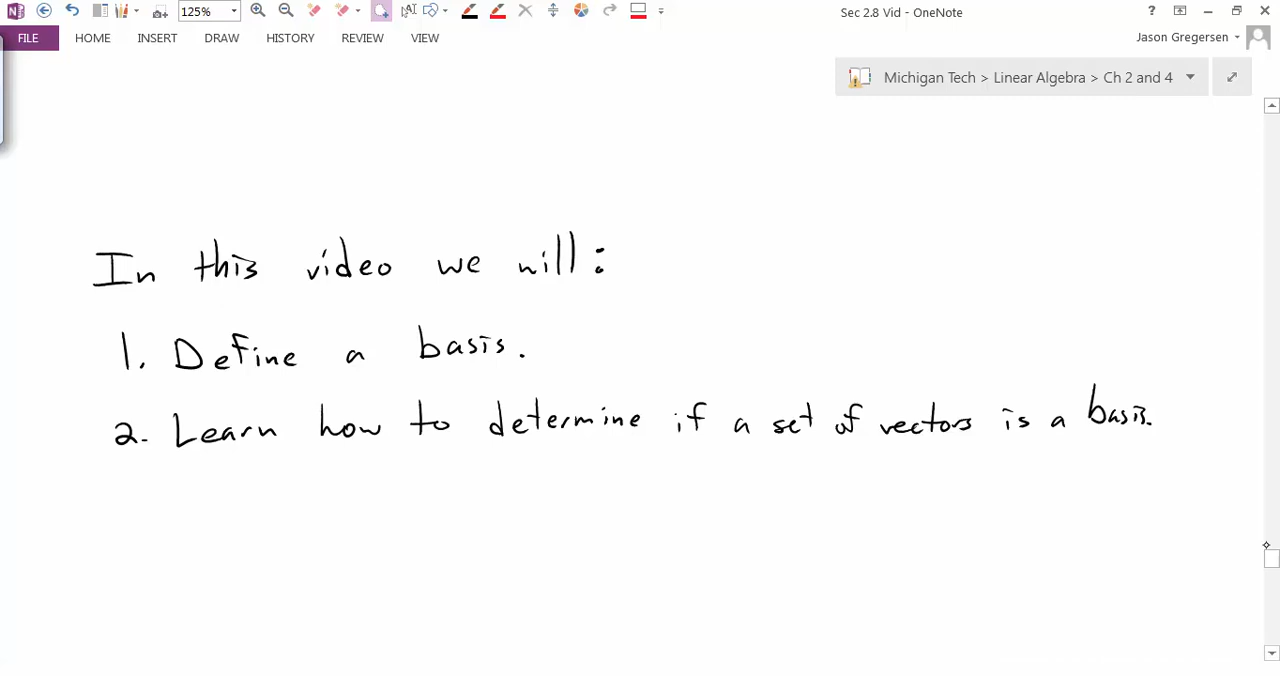 125%
Sec 2.8 Vid - OneNote
?
FILE HOME INSERT DRAW HISTORY REVIEW VIEW
Jason Gregersen
Michigan Tech > Linear Algebra > Ch 2 and 4
In this video we will:
1. Define a basis.
2. Learn how to determine if a set of vectors is a basis.